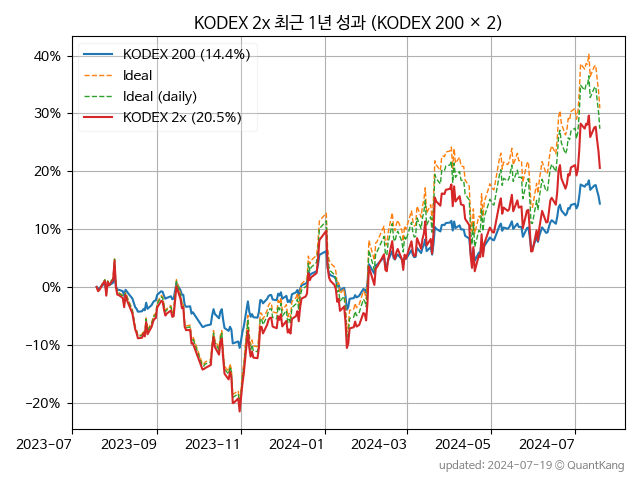 KODEX 2x 최근 1년 성과 (KODEX 200 × 2)
KODEX 200 (14.4%)
Ideal
Ideal (daily)
KODEX 2x (20.5%)
40%
30%
20%
10%
0%
−10%
−20%
2023-07 2023-09 2023-11 2024-01 2024-03 2024-05 2024-07
updated: 2024-07-19 @ QuantKang